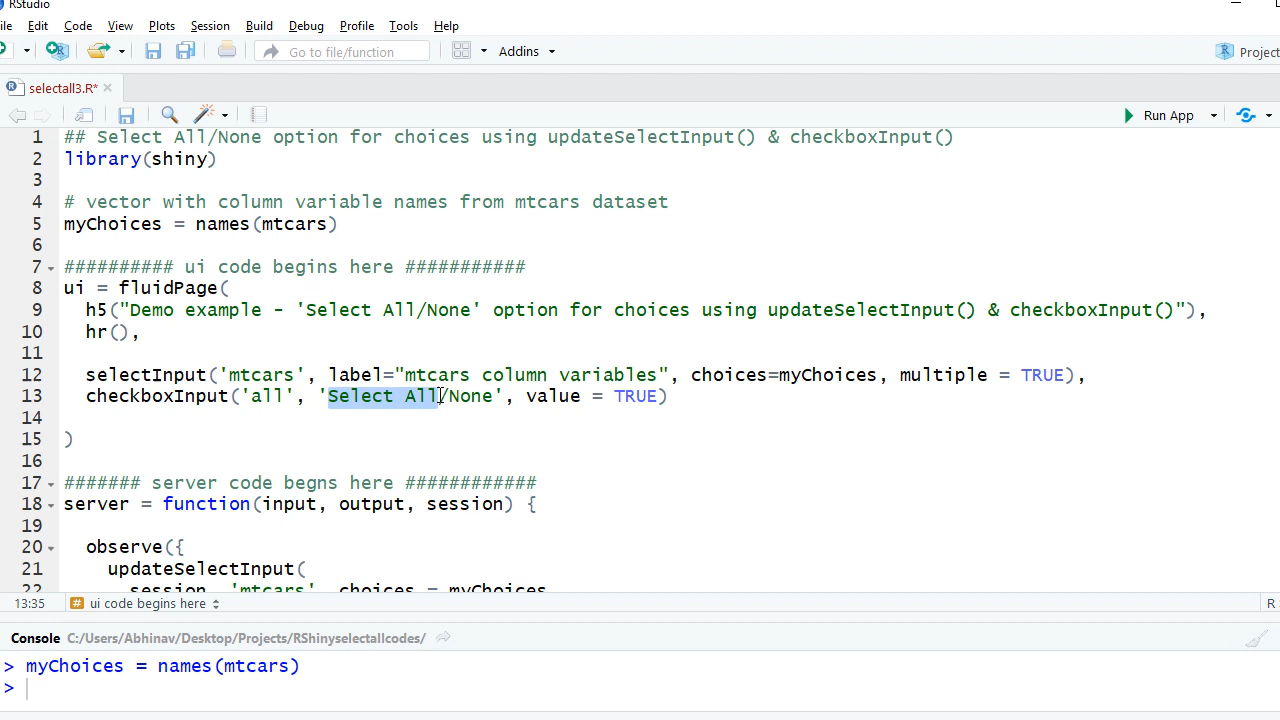 RStudio
ile Edit Code View Plots Session Build Debug Profile Tools Help
Go to file/function Addins Project
selectall3.R*
Run App
1 ## Select All/None option for choices using updateSelectInput() & checkboxInput()
2 library(shiny)
3
4 # vector with column variable names from mtcars dataset
5 myChoices = names(mtcars)
6
7 ########## ui code begins here ###########
8 ui = fluidPage(
9 h5("Demo example - 'Select All/None' option for choices using updateSelectInput() & checkboxInput()"),
10 hr(),
11
12 selectInput('mtcars', label="mtcars column variables", choices=myChoices, multiple = TRUE),
13 checkboxInput('all', 'Select All/None', value = TRUE)
14
15 )
16
17 ####### server code begns here ############
18 server = function(input, output, session) {
19
20 observe({
21 updateSelectInput(
22 session, 'mtcars', choices = myChoices
13:35 # ui code begins here R
Console C:/Users/Abhinav/Desktop/Projects/RShinyselectallcodes/
> myChoices = names(mtcars)
>